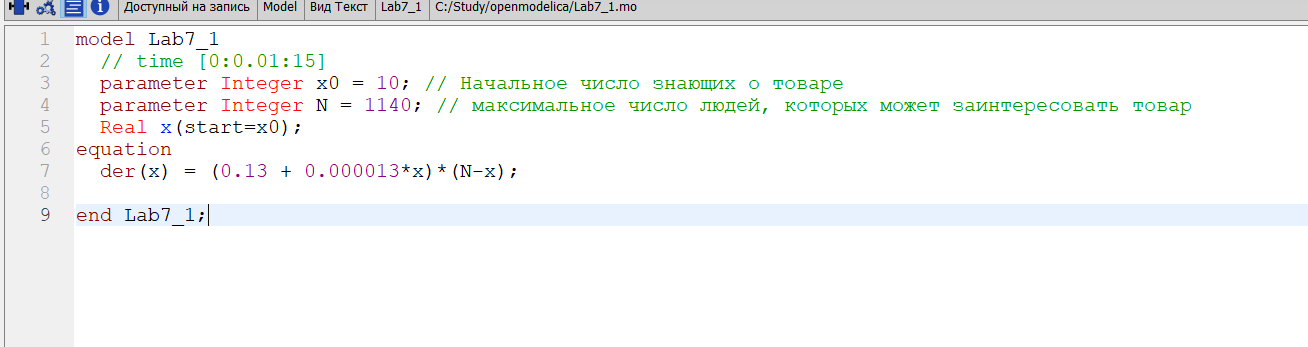 Доступный на запись Model Вид Текст Lab7_1 C:/Study/openmodelica/Lab7_1.mo
1 model Lab7_1
2 // time [0:0.01:15]
3 parameter Integer x0 = 10; // Начальное число знающих о товаре
4 parameter Integer N = 1140; // максимальное число людей, которых может заинтересовать товар
5 Real x(start=x0);
6 equation
7 der(x) = (0.13 + 0.000013*x)*(N-x);
8
9 end Lab7_1;